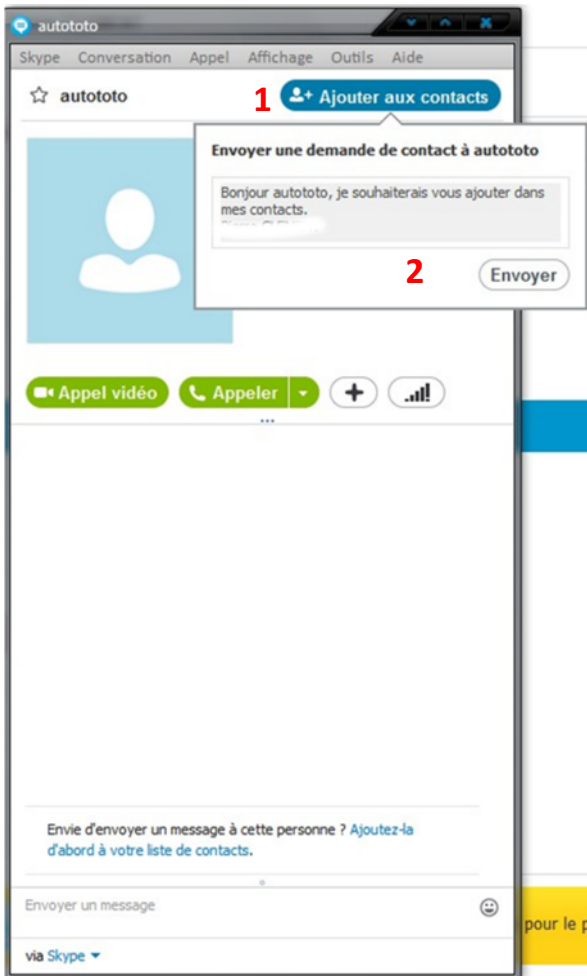 autototo
Skype Conversation Appel Affichage Outils Aide
autototo
1
Ajouter aux contacts
Envoyer une demande de contact à autototo
Bonjour autototo, je souhaiterais vous ajouter dans
mes contacts.
2
Envoyer
Appel vidéo
Appeler
Envie d'envoyer un message à cette personne ? Ajoutez-la
d'abord à votre liste de contacts.
Envoyer un message
pour le
via Skype